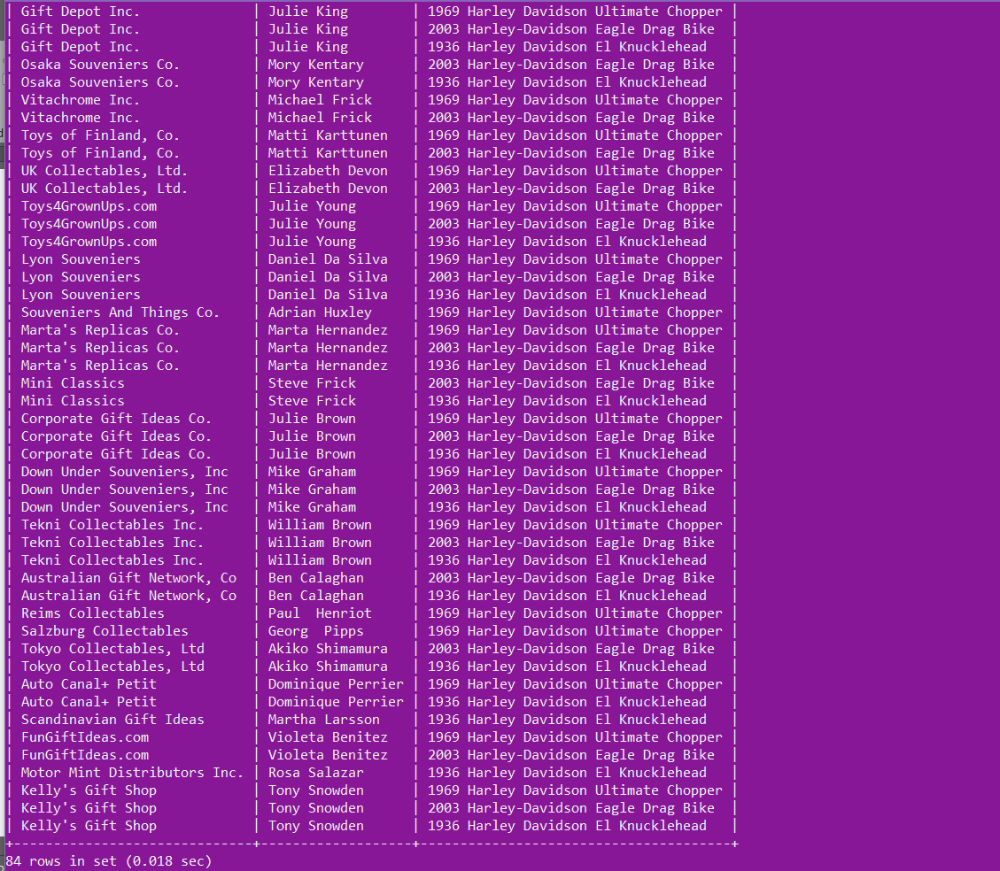 | Gift Depot Inc.              | Julie King        | 1969 Harley Davidson Ultimate Chopper |
| Gift Depot Inc.              | Julie King        | 2003 Harley-Davidson Eagle Drag Bike  |
| Gift Depot Inc.              | Julie King        | 1936 Harley Davidson El Knucklehead   |
| Osaka Souveniers Co.         | Mory Kentary      | 2003 Harley-Davidson Eagle Drag Bike  |
| Osaka Souveniers Co.         | Mory Kentary      | 1936 Harley Davidson El Knucklehead   |
| Vitachrome Inc.              | Michael Frick     | 1969 Harley Davidson Ultimate Chopper |
| Vitachrome Inc.              | Michael Frick     | 2003 Harley-Davidson Eagle Drag Bike  |
| Toys of Finland, Co.         | Matti Karttunen   | 1969 Harley Davidson Ultimate Chopper |
| Toys of Finland, Co.         | Matti Karttunen   | 2003 Harley-Davidson Eagle Drag Bike  |
| UK Collectables, Ltd.        | Elizabeth Devon   | 1969 Harley Davidson Ultimate Chopper |
| UK Collectables, Ltd.        | Elizabeth Devon   | 2003 Harley-Davidson Eagle Drag Bike  |
| Toys4GrownUps.com            | Julie Young       | 1969 Harley Davidson Ultimate Chopper |
| Toys4GrownUps.com            | Julie Young       | 2003 Harley-Davidson Eagle Drag Bike  |
| Toys4GrownUps.com            | Julie Young       | 1936 Harley Davidson El Knucklehead   |
| Lyon Souveniers              | Daniel Da Silva   | 1969 Harley Davidson Ultimate Chopper |
| Lyon Souveniers              | Daniel Da Silva   | 2003 Harley-Davidson Eagle Drag Bike  |
| Lyon Souveniers              | Daniel Da Silva   | 1936 Harley Davidson El Knucklehead   |
| Souveniers And Things Co.    | Adrian Huxley     | 1969 Harley Davidson Ultimate Chopper |
| Marta's Replicas Co.         | Marta Hernandez   | 1969 Harley Davidson Ultimate Chopper |
| Marta's Replicas Co.         | Marta Hernandez   | 2003 Harley-Davidson Eagle Drag Bike  |
| Marta's Replicas Co.         | Marta Hernandez   | 1936 Harley Davidson El Knucklehead   |
| Mini Classics                | Steve Frick       | 2003 Harley-Davidson Eagle Drag Bike  |
| Mini Classics                | Steve Frick       | 1936 Harley Davidson El Knucklehead   |
| Corporate Gift Ideas Co.     | Julie Brown       | 1969 Harley Davidson Ultimate Chopper |
| Corporate Gift Ideas Co.     | Julie Brown       | 2003 Harley-Davidson Eagle Drag Bike  |
| Corporate Gift Ideas Co.     | Julie Brown       | 1936 Harley Davidson El Knucklehead   |
| Down Under Souveniers, Inc   | Mike Graham       | 1969 Harley Davidson Ultimate Chopper |
| Down Under Souveniers, Inc   | Mike Graham       | 2003 Harley-Davidson Eagle Drag Bike  |
| Down Under Souveniers, Inc   | Mike Graham       | 1936 Harley Davidson El Knucklehead   |
| Tekni Collectables Inc.      | William Brown     | 1969 Harley Davidson Ultimate Chopper |
| Tekni Collectables Inc.      | William Brown     | 2003 Harley-Davidson Eagle Drag Bike  |
| Tekni Collectables Inc.      | William Brown     | 1936 Harley Davidson El Knucklehead   |
| Australian Gift Network, Co  | Ben Calaghan      | 2003 Harley-Davidson Eagle Drag Bike  |
| Australian Gift Network, Co  | Ben Calaghan      | 1936 Harley Davidson El Knucklehead   |
| Reims Collectables           | Paul  Henriot     | 1969 Harley Davidson Ultimate Chopper |
| Salzburg Collectables        | Georg  Pipps      | 1969 Harley Davidson Ultimate Chopper |
| Tokyo Collectables, Ltd      | Akiko Shimamura   | 2003 Harley-Davidson Eagle Drag Bike  |
| Tokyo Collectables, Ltd      | Akiko Shimamura   | 1936 Harley Davidson El Knucklehead   |
| Auto Canal+ Petit            | Dominique Perrier | 1969 Harley Davidson Ultimate Chopper |
| Auto Canal+ Petit            | Dominique Perrier | 1936 Harley Davidson El Knucklehead   |
| Scandinavian Gift Ideas      | Martha Larsson    | 1936 Harley Davidson El Knucklehead   |
| FunGiftIdeas.com             | Violeta Benitez   | 1969 Harley Davidson Ultimate Chopper |
| FunGiftIdeas.com             | Violeta Benitez   | 2003 Harley-Davidson Eagle Drag Bike  |
| Motor Mint Distributors Inc. | Rosa Salazar      | 1936 Harley Davidson El Knucklehead   |
| Kelly's Gift Shop            | Tony Snowden      | 1969 Harley Davidson Ultimate Chopper |
| Kelly's Gift Shop            | Tony Snowden      | 2003 Harley-Davidson Eagle Drag Bike  |
| Kelly's Gift Shop            | Tony Snowden      | 1936 Harley Davidson El Knucklehead   |
+------------------------------+-------------------+---------------------------------------+
84 rows in set (0.018 sec)